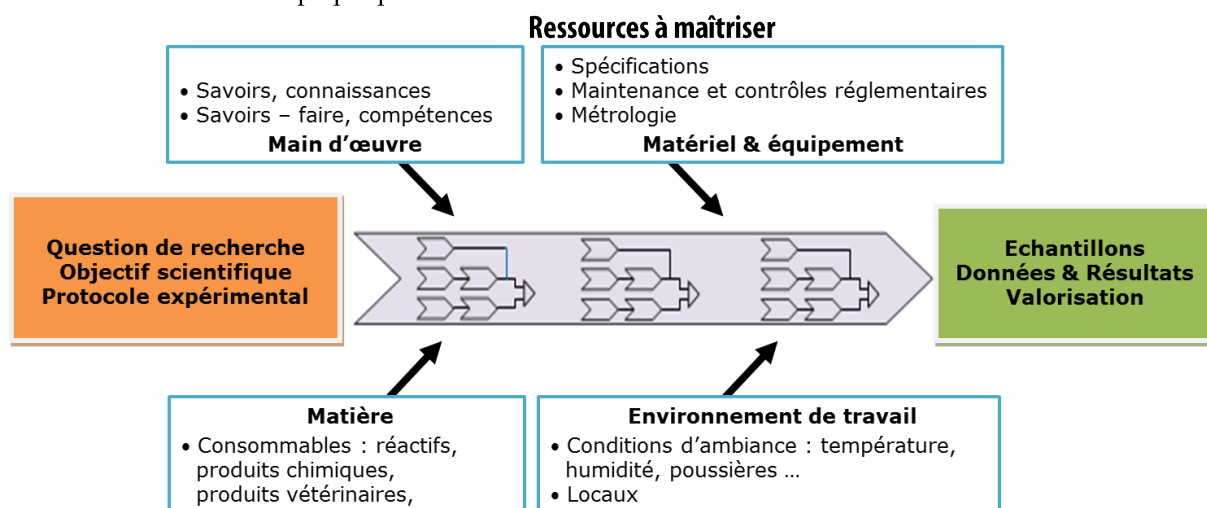 Ressources à maîtriser
• Savoirs, connaissances
• Savoirs – faire, compétences
Main d’œuvre
• Spécifications
• Maintenance et contrôles réglementaires
• Métrologie
Matériel & équipement
Question de recherche
Objectif scientifique
Protocole expérimental
Echantillons
Données & Résultats
Valorisation
Matière
• Consommables : réactifs,
produits chimiques,
produits vétérinaires,
Environnement de travail
• Conditions d’ambiance : température,
humidité, poussières ...
• Locaux